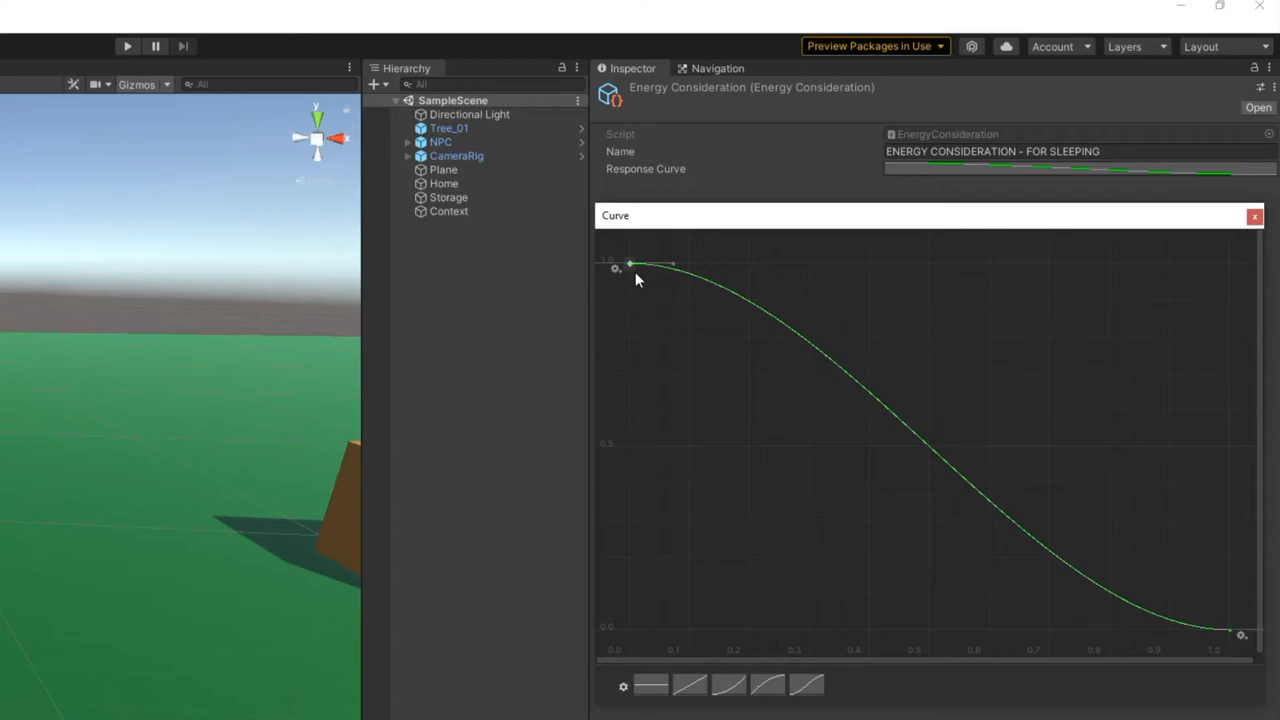 Preview Packages in Use
Account
Layers
Layout
Hierarchy
Inspector
Navigation
Gizmos
All
All
Energy Consideration (Energy Consideration)
Open
y
x
SampleScene
Directional Light
Tree_01
NPC
CameraRig
Plane
Home
Storage
Context
Script
EnergyConsideration
Name
ENERGY CONSIDERATION - FOR SLEEPING
Response Curve
Curve
x
1.0
0.5
0.0
0.0 0.1 0.2 0.3 0.4 0.5 0.6 0.7 0.8 0.9 1.0